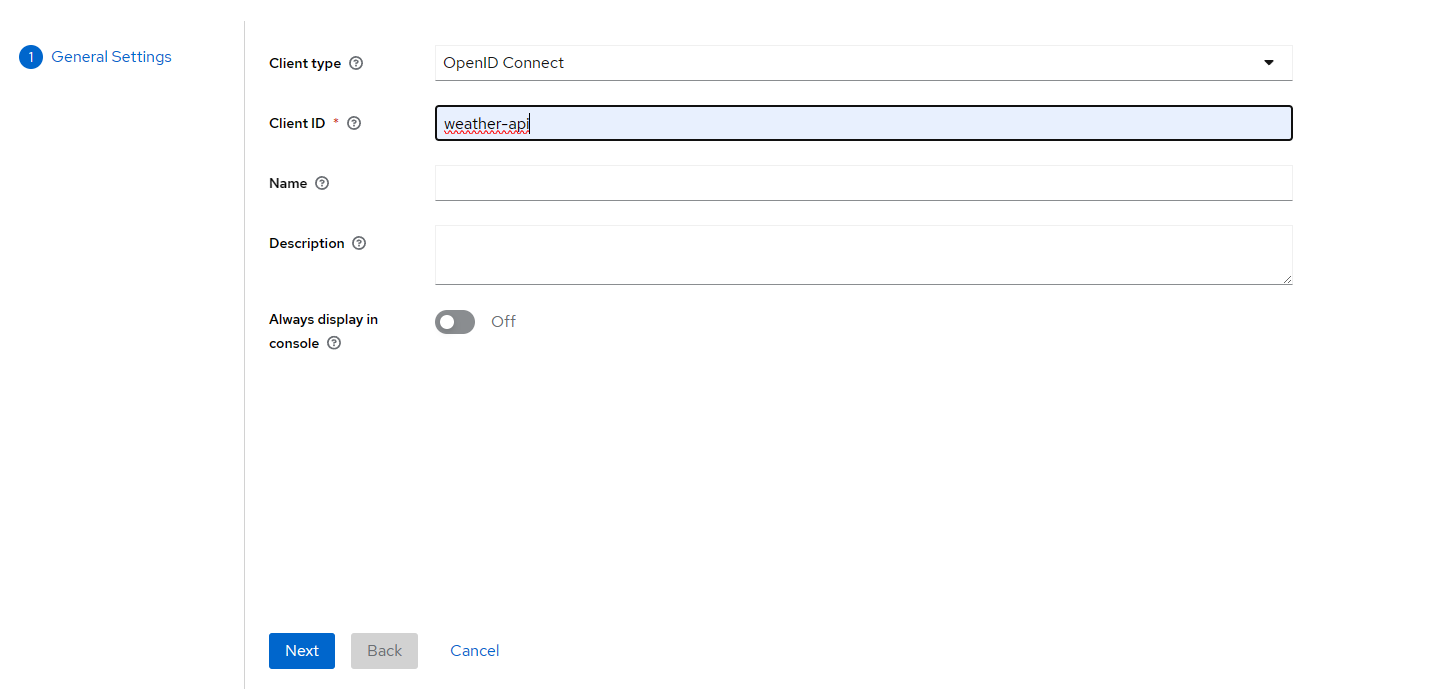 1 General Settings
Client type
OpenID Connect
Client ID *
weather-api
Name
Description
Always display in
console
Off
Next
Back
Cancel